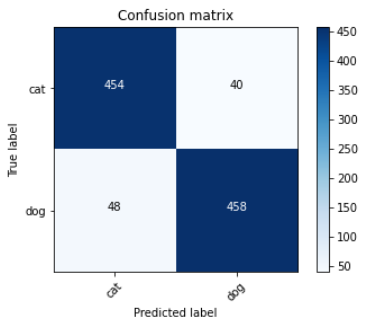 Confusion matrix
450
400
350
300
250
200
150
100
50
True label
cat
454
40
dog
48
458
cat
dog
Predicted label